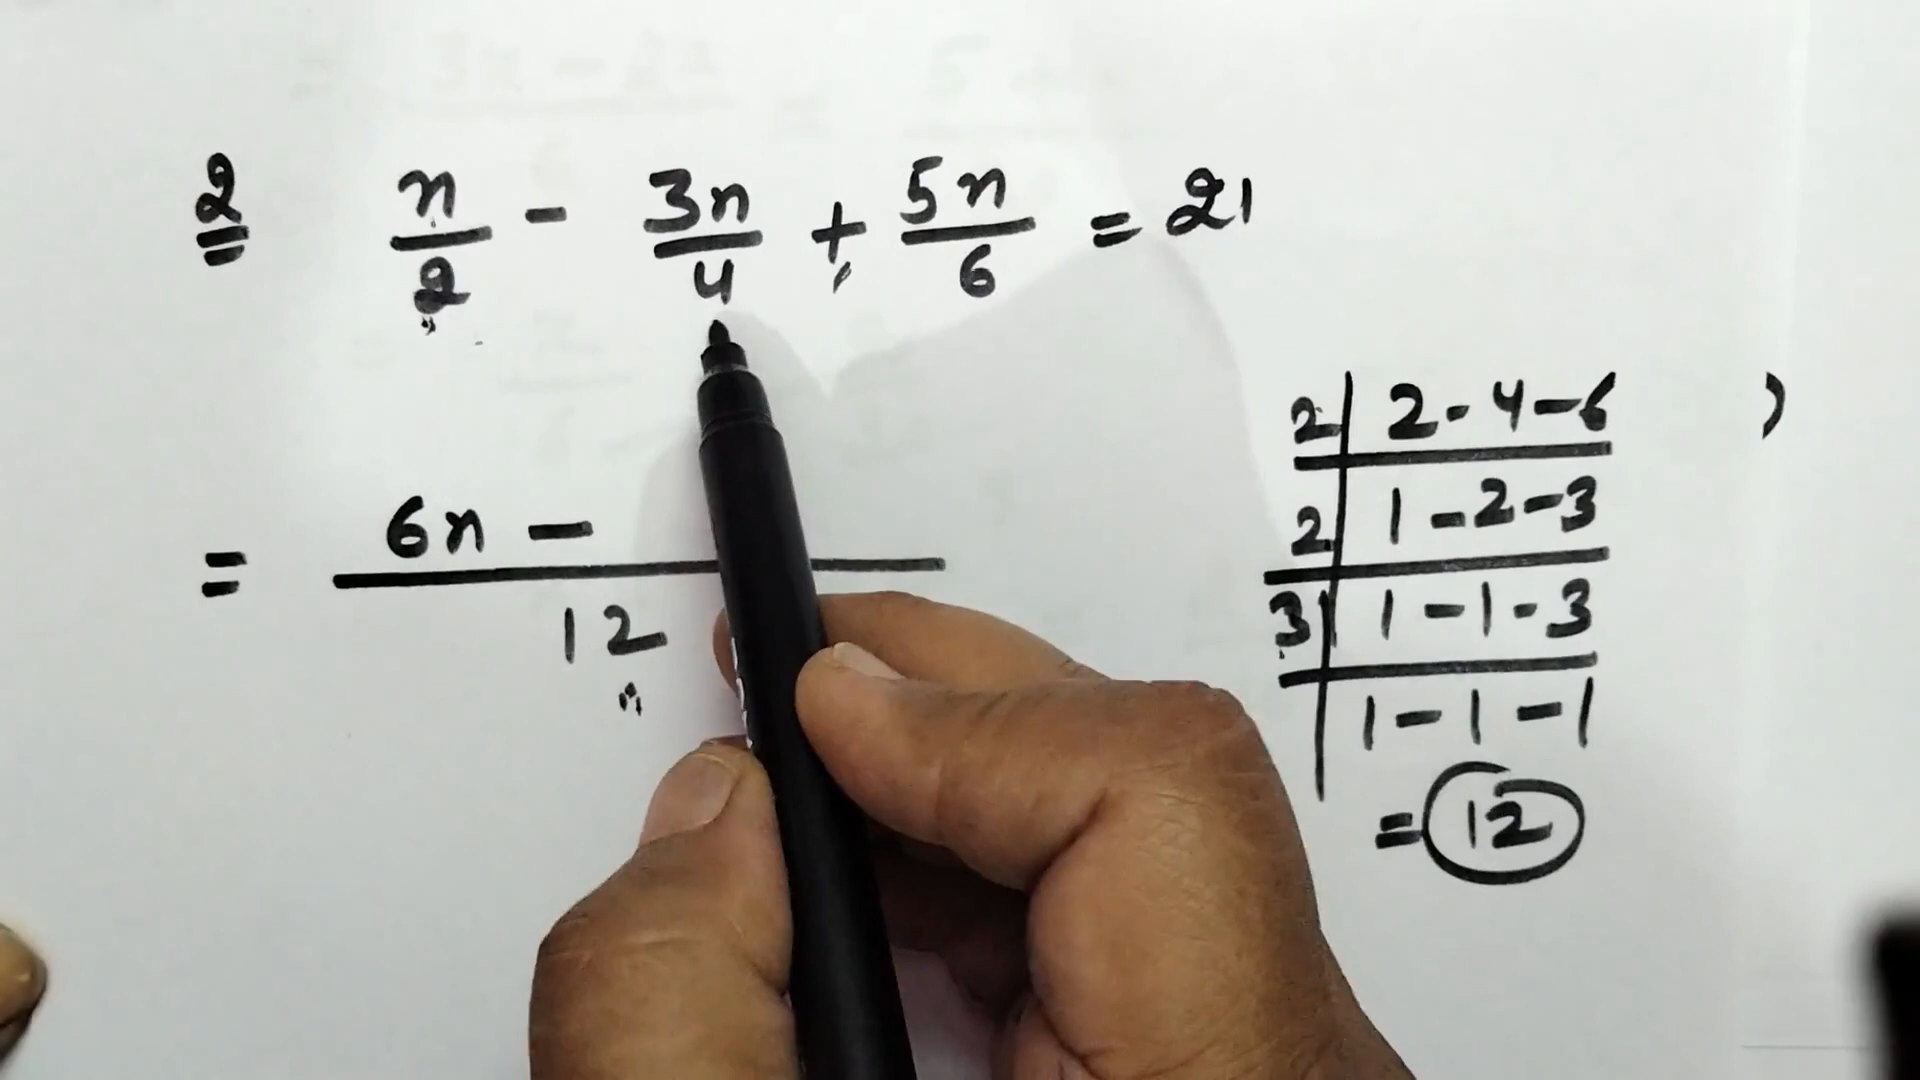 2 n/2 - 3n/4 + 5n/6 = 21
= 6n - / 12
2 | 2 - 4 - 6
2 | 1 - 2 - 3
3 | 1 - 1 - 3
| 1 - 1 - 1
= 12